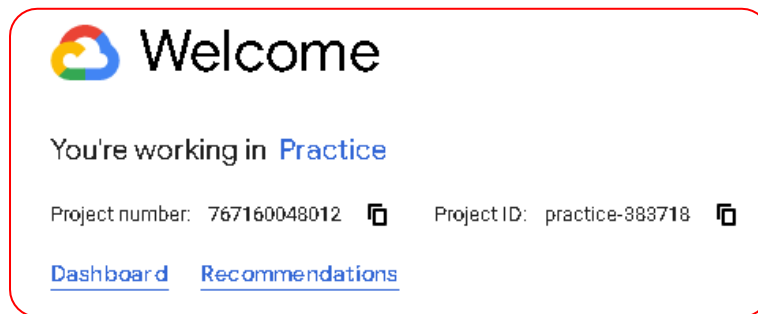 Welcome
You're working in Practice
Project number: 767160048012 Project ID: practice-383718
Dashboard Recommendations